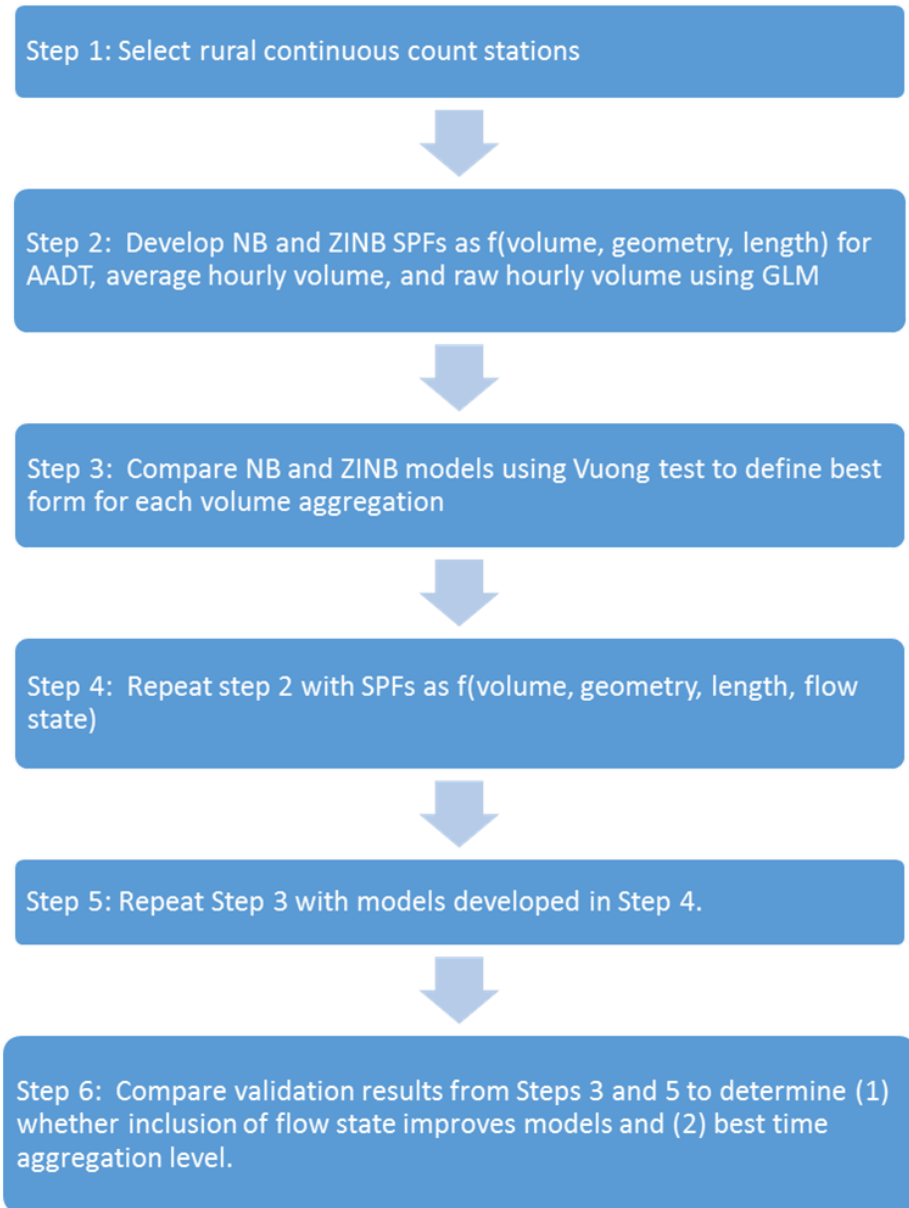 Step 1: Select rural continuous count stations
Step 2:  Develop NB and ZINB SPFs as f(volume, geometry, length) for
AADT, average hourly volume, and raw hourly volume using GLM
Step 3:  Compare NB and ZINB models using Vuong test to define best
form for each volume aggregation
Step 4:  Repeat step 2 with SPFs as f(volume, geometry, length, flow
state)
Step 5: Repeat Step 3 with models developed in Step 4.
Step 6:  Compare validation results from Steps 3 and 5 to determine (1)
whether inclusion of flow state improves models and (2) best time
aggregation level.